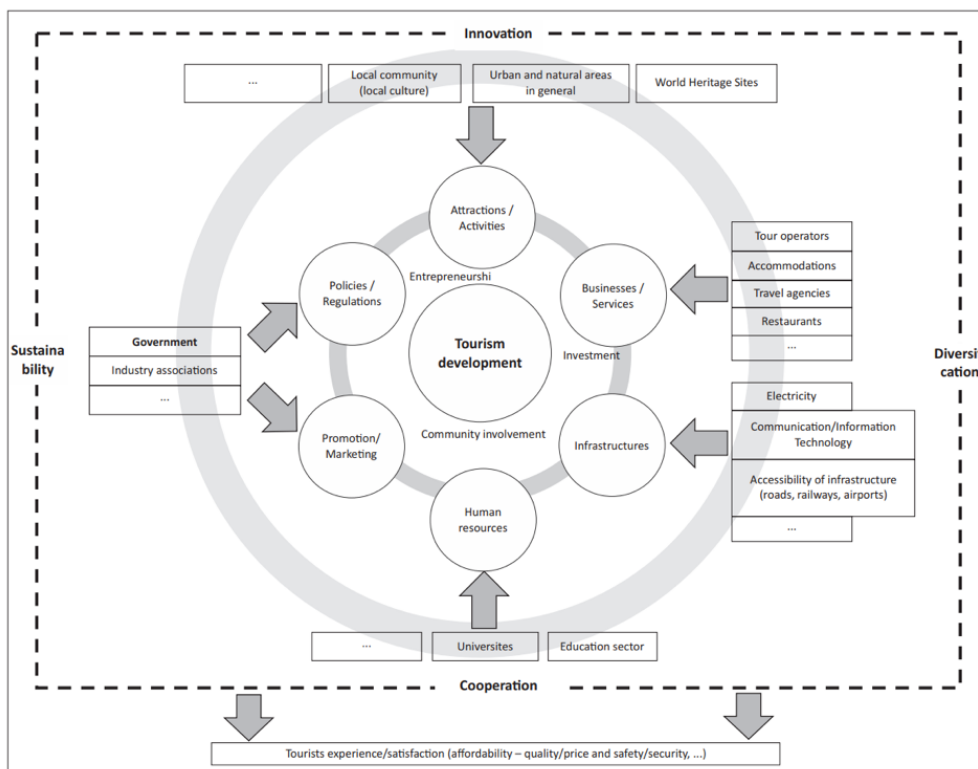 Innovation
...
Local community
(local culture)
Urban and natural areas
in general
World Heritage Sites
Attractions /
Activities
Policies /
Regulations
Entrepreneurshi
Businesses /
Services
Tour operators
Accommodations
Travel agencies
Restaurants
...
Government
Industry associations
...
Sustaina
bility
Tourism
development
Investment
Diversifi
cation
Promotion/
Marketing
Community involvement
Infrastructures
Electricity
Communication/Information
Technology
Accessibility of infrastructure
(roads, railways, airports)
...
Human
resources
...
Universites
Education sector
Cooperation
Tourists experience/satisfaction (affordability – quality/price and safety/security, ...)